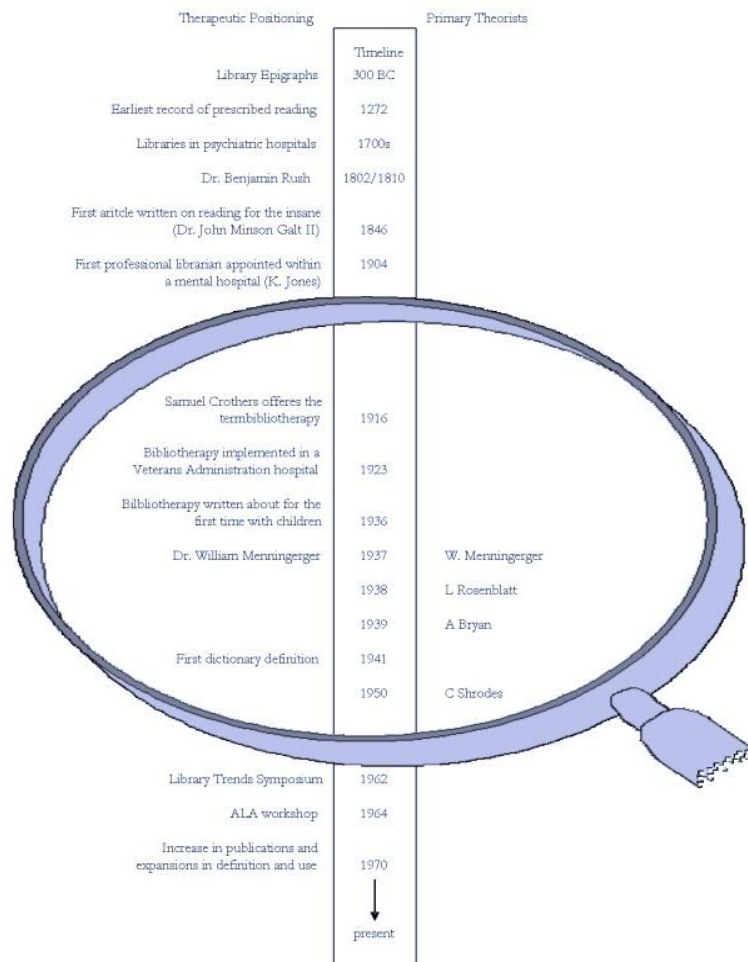 Therapeutic Positioning Primary Theorists
Timeline
Library Epigraphs 300 BC
Earliest record of prescribed reading 1272
Libraries in psychiatric hospitals 1700s
Dr. Benjamin Rush 1802/1810
First aritcle written on reading for the insane
(Dr. John Minson Galt II) 1846
First professional librarian appointed within 1904
a mental hospital (K. Jones)
Samuel Crothers offeres the
termbibliotherapy 1916
Bibliotherapy implemented in a
Veterans Administration hospital 1923
Bilbliotherapy written about for the
first time with children 1936
Dr. William Menningerger 1937 W. Menningerger
1938 L Rosenblatt
1939 A Bryan
First dictionary definition 1941
1950 C Shrodes
Library Trends Symposium 1962
ALA workshop 1964
Increase in publications and
expansions in definition and use 1970
present